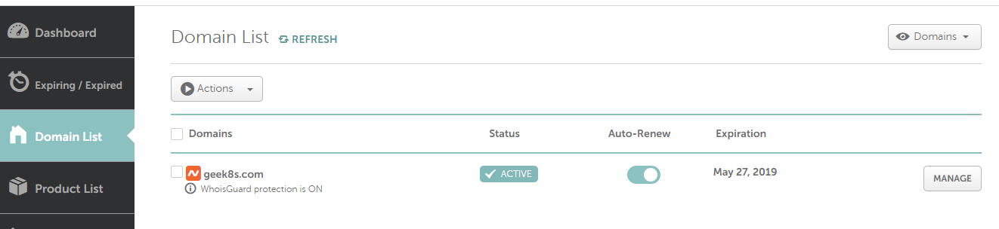 Dashboard
Expiring / Expired
Domain List
Product List
Domain List REFRESH
Domains
Actions
Domains Status Auto-Renew Expiration
geek8s.com ACTIVE May 27, 2019 MANAGE
WhoisGuard protection is ON